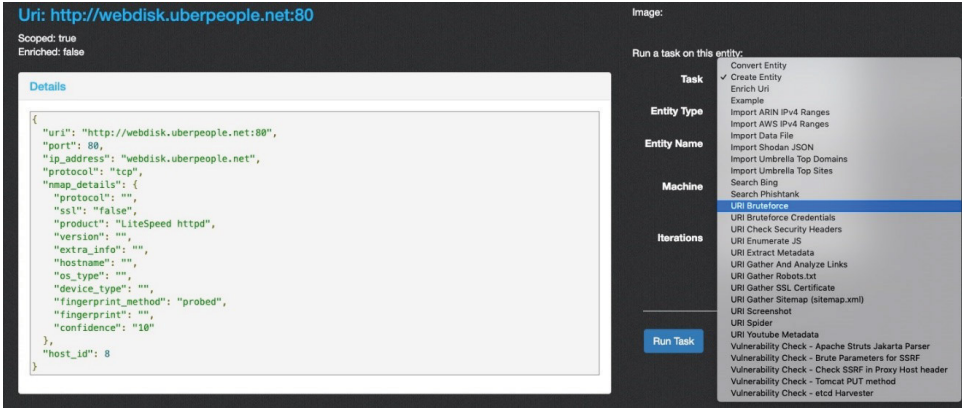 Uri: http://webdisk.uberpeople.net:80
Scoped: true
Enriched: false
Details
{
"uri": "http://webdisk.uberpeople.net:80",
"port": 80,
"ip_address": "webdisk.uberpeople.net",
"protocol": "tcp",
"nmap_details": {
"protocol": "",
"ssl": "false",
"product": "LiteSpeed httpd",
"version": "",
"extra_info": "",
"hostname": "",
"os_type": "",
"device_type": "",
"fingerprint_method": "probed",
"fingerprint": "",
"confidence": "10"
},
"host_id": 8
}
Image:
Run a task on this entity:
Task
Entity Type
Entity Name
Machine
Iterations
Run Task
Convert Entity
✓ Create Entity
Enrich Uri
Example
Import ARIN IPv4 Ranges
Import AWS IPv4 Ranges
Import Data File
Import Shodan JSON
Import Umbrella Top Domains
Import Umbrella Top Sites
Search Bing
Search Phishtank
URI Bruteforce
URI Bruteforce Credentials
URI Check Security Headers
URI Enumerate JS
URI Extract Metadata
URI Gather And Analyze Links
URI Gather Robots.txt
URI Gather SSL Certificate
URI Gather Sitemap (sitemap.xml)
URI Screenshot
URI Spider
URI Youtube Metadata
Vulnerability Check - Apache Struts Jakarta Parser
Vulnerability Check - Brute Parameters for SSRF
Vulnerability Check - Check SSRF in Proxy Host header
Vulnerability Check - Tomcat PUT method
Vulnerability Check - etcd Harvester